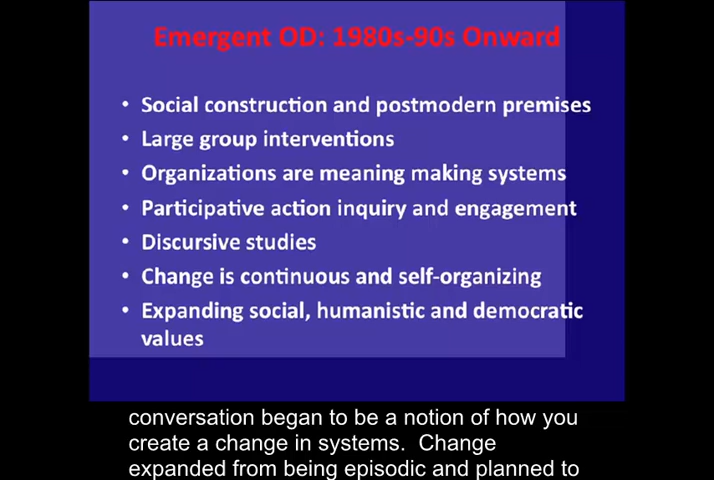 Emergent OD: 1980s-90s Onward
• Social construction and postmodern premises
• Large group interventions
• Organizations are meaning making systems
• Participative action inquiry and engagement
• Discursive studies
• Change is continuous and self-organizing
• Expanding social, humanistic and democratic
values
conversation began to be a notion of how you
create a change in systems.  Change
expanded from being episodic and planned to